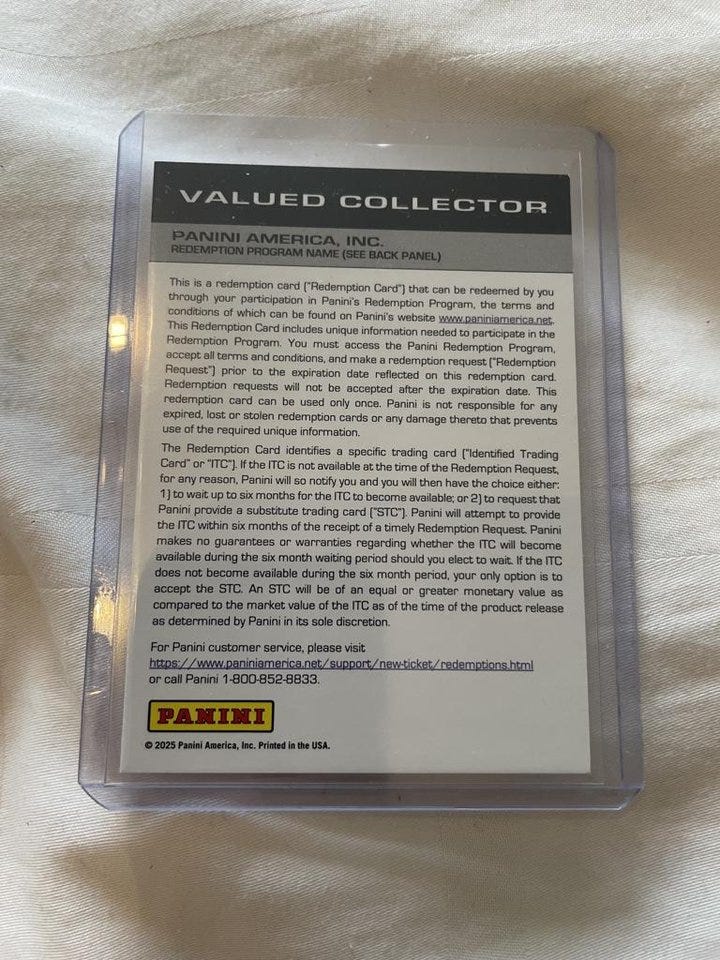 VALUED COLLECTOR
PANINI AMERICA, INC.
REDEMPTION PROGRAM NAME (SEE BACK PANEL)
This is a redemption card ("Redemption Card") that can be redeemed by you
through your participation in Panini's Redemption Program, the terms and
conditions of which can be found on Panini's website www.paniniamerica.net.
This Redemption Card includes unique information needed to participate in the
Redemption Program. You must access the Panini Redemption Program,
accept all terms and conditions, and make a redemption request ("Redemption
Request") prior to the expiration date reflected on this redemption card.
Redemption requests will not be accepted after the expiration date. This
redemption card can be used only once. Panini is not responsible for any
expired, lost or stolen redemption cards or any damage thereto that prevents
use of the required unique information.
The Redemption Card identifies a specific trading card ("Identified Trading
Card" or "ITC"). If the ITC is not available at the time of the Redemption Request,
for any reason, Panini will so notify you and you will then have the choice either:
1) to wait up to six months for the ITC to become available; or 2) to request that
Panini provide a substitute trading card ("STC"). Panini will attempt to provide
the ITC within six months of the receipt of a timely Redemption Request. Panini
makes no guarantees or warranties regarding whether the ITC will become
available during the six month waiting period should you elect to wait. If the ITC
does not become available during the six month period, your only option is to
accept the STC. An STC will be of an equal or greater monetary value as
compared to the market value of the ITC as of the time of the product release
as determined by Panini in its sole discretion.
For Panini customer service, please visit
https://www.paniniamerica.net/support/new-ticket/redemptions.html
or call Panini 1-800-852-8833.
PANINI
© 2025 Panini America, Inc. Printed in the USA.